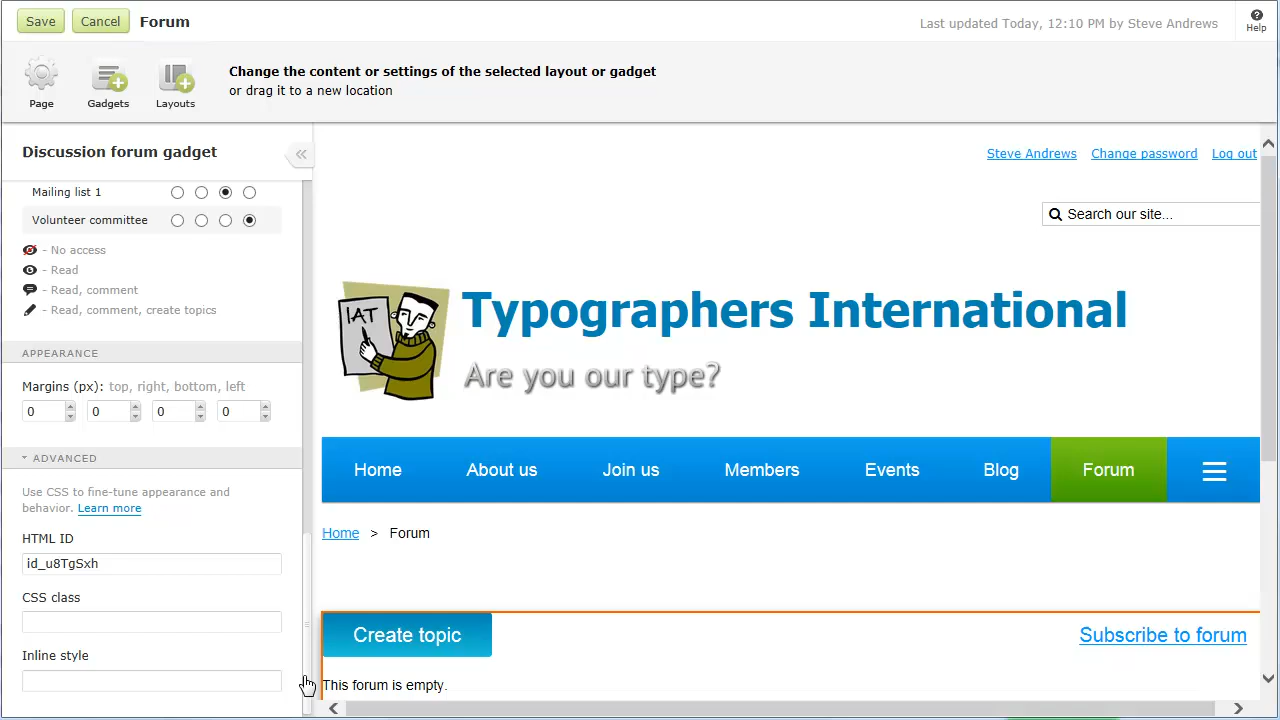 Save Cancel Forum Last updated Today, 12:10 PM by Steve Andrews Help
Page Gadgets Layouts
Change the content or settings of the selected layout or gadget
or drag it to a new location
Discussion forum gadget
Mailing list 1
Volunteer committee
- No access
- Read
- Read, comment
- Read, comment, create topics
APPEARANCE
Margins (px): top, right, bottom, left
0 0 0 0
ADVANCED
Use CSS to fine-tune appearance and
behavior. Learn more
HTML ID
id_u8TgSxh
CSS class
Inline style
Steve Andrews Change password Log out
Search our site...
IAT
Typographers International
Are you our type?
Home About us Join us Members Events Blog Forum
Home > Forum
Create topic Subscribe to forum
This forum is empty.